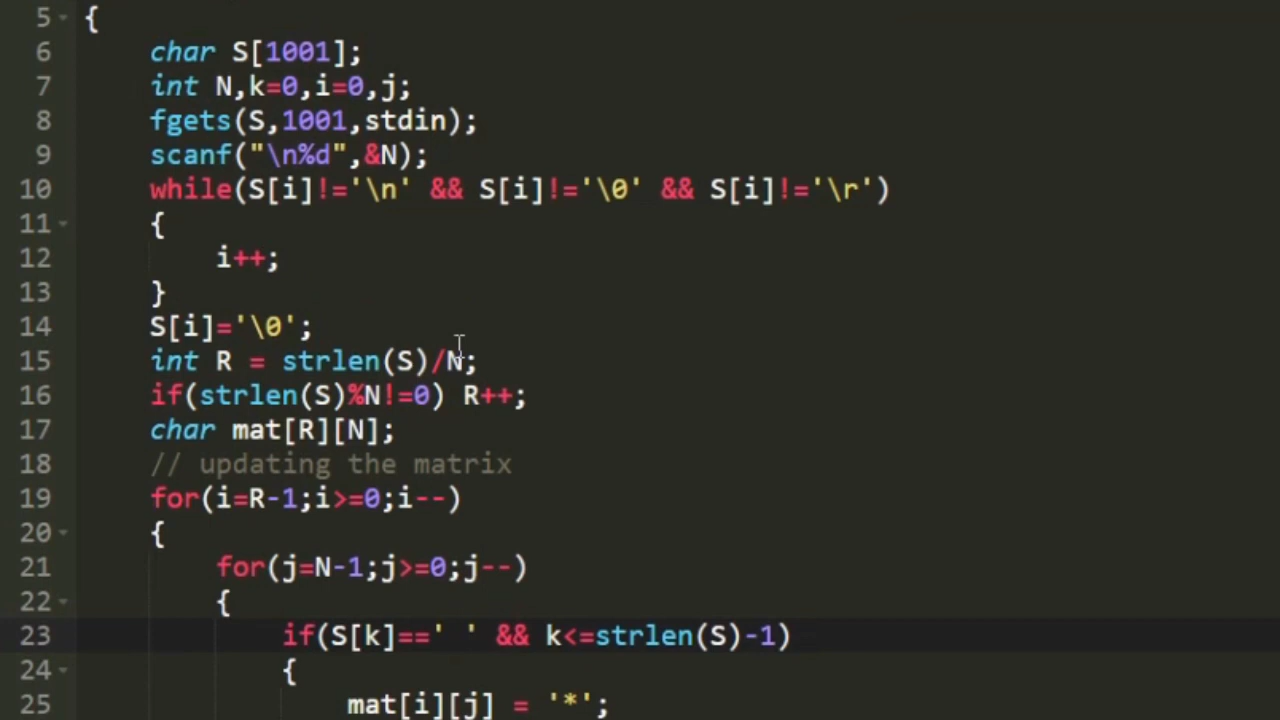 5 {
6 char S[1001];
7 int N,k=0,i=0,j;
8 fgets(S,1001,stdin);
9 scanf("\n%d",&N);
10 while(S[i]!='\n' && S[i]!='\0' && S[i]!='\r')
11 {
12 i++;
13 }
14 S[i]='\0';
15 int R = strlen(S)/N;
16 if(strlen(S)%N!=0) R++;
17 char mat[R][N];
18 // updating the matrix
19 for(i=R-1;i>=0;i--)
20 {
21 for(j=N-1;j>=0;j--)
22 {
23 if(S[k]==' ' && k<=strlen(S)-1)
24 {
25 mat[i][j] = '*';